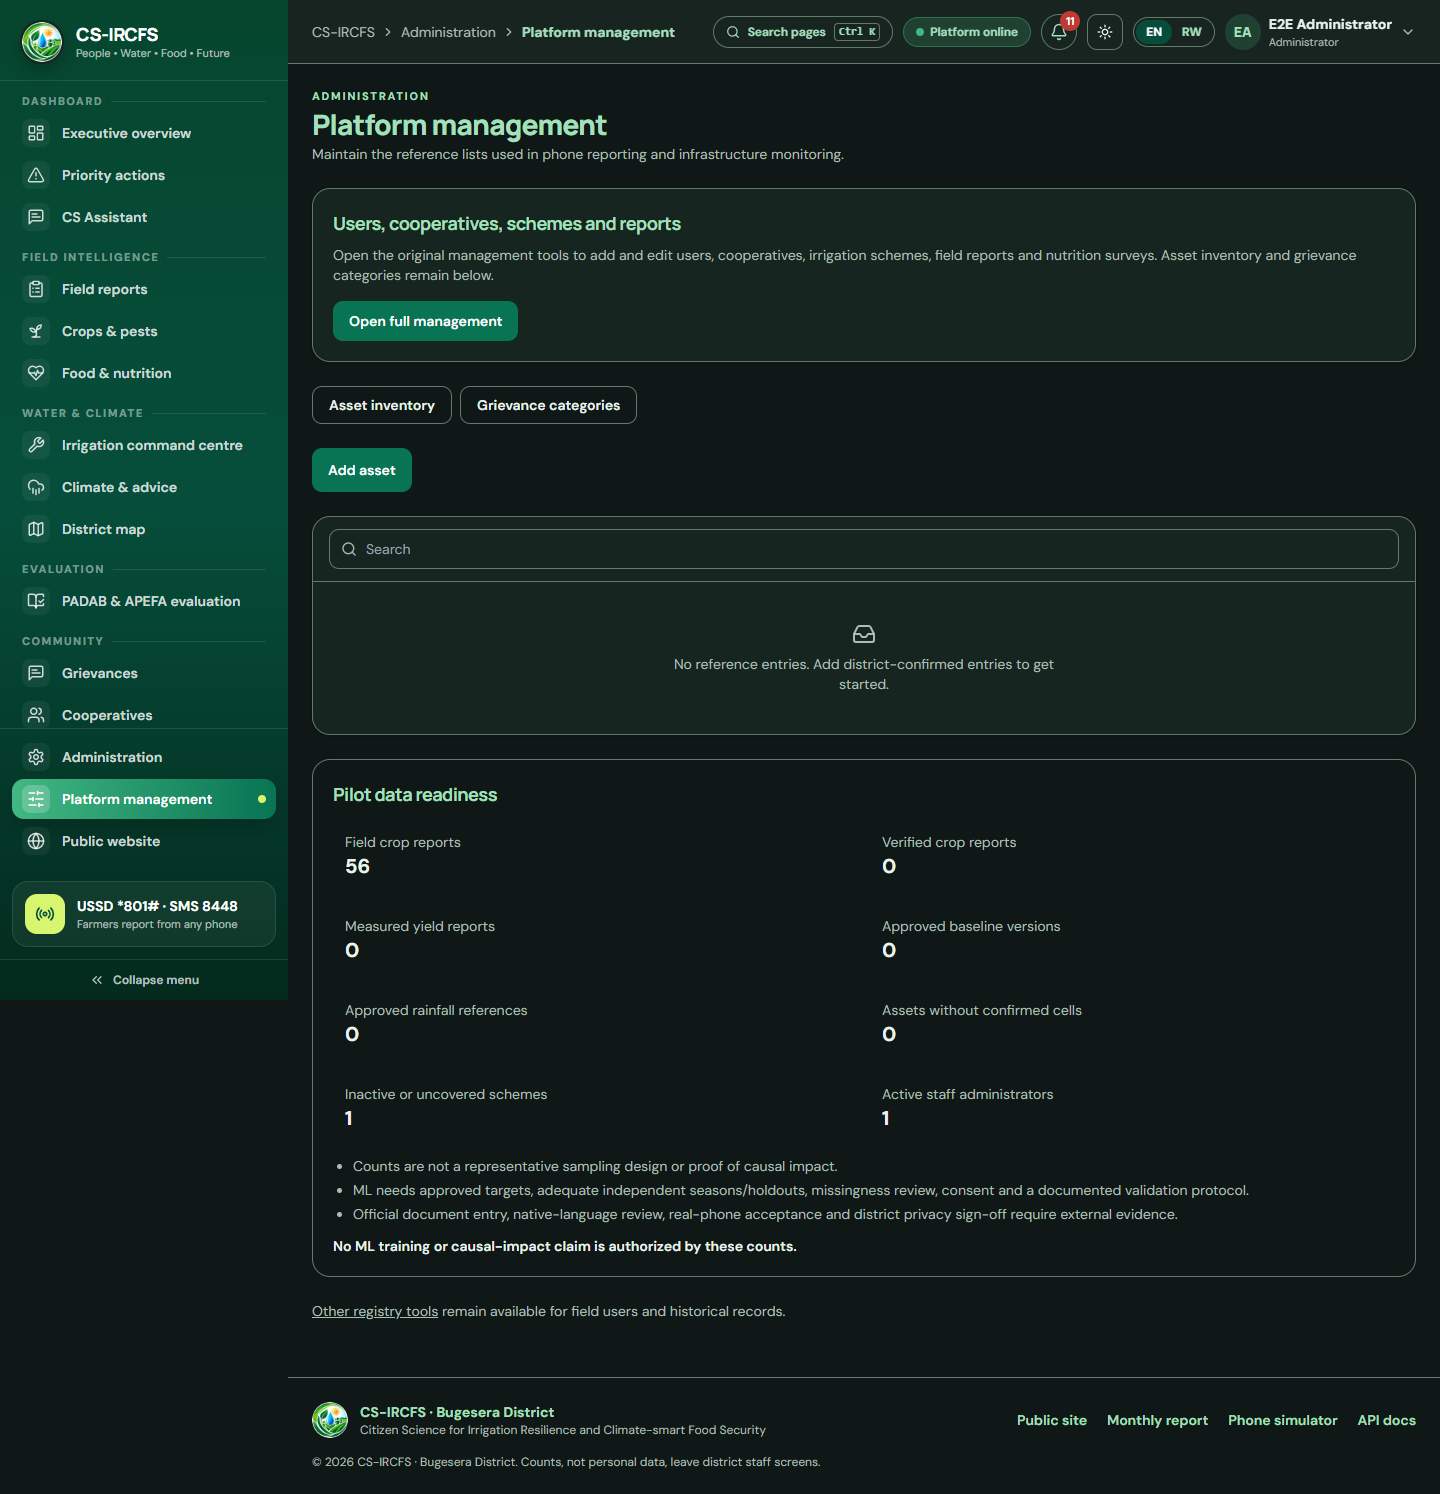 CS-IRCFS
People • Water • Food • Future
DASHBOARD
Executive overview
Priority actions
CS Assistant
FIELD INTELLIGENCE
Field reports
Crops & pests
Food & nutrition
WATER & CLIMATE
Irrigation command centre
Climate & advice
District map
EVALUATION
PADAB & APEFA evaluation
COMMUNITY
Grievances
Cooperatives
Administration
Platform management
Public website
USSD *801# · SMS 8448
Farmers report from any phone
Collapse menu
CS-IRCFS > Administration > Platform management
Search pages Ctrl K
Platform online
11
EN RW
EA
E2E Administrator
Administrator
ADMINISTRATION
Platform management
Maintain the reference lists used in phone reporting and infrastructure monitoring.
Users, cooperatives, schemes and reports
Open the original management tools to add and edit users, cooperatives, irrigation schemes, field reports and nutrition surveys. Asset inventory and grievance
categories remain below.
Open full management
Asset inventory
Grievance categories
Add asset
Search
No reference entries. Add district-confirmed entries to get
started.
Pilot data readiness
Field crop reports
56
Verified crop reports
0
Measured yield reports
0
Approved baseline versions
0
Approved rainfall references
0
Assets without confirmed cells
0
Inactive or uncovered schemes
1
Active staff administrators
1
• Counts are not a representative sampling design or proof of causal impact.
• ML needs approved targets, adequate independent seasons/holdouts, missingness review, consent and a documented validation protocol.
• Official document entry, native-language review, real-phone acceptance and district privacy sign-off require external evidence.
No ML training or causal-impact claim is authorized by these counts.
Other registry tools remain available for field users and historical records.
CS-IRCFS · Bugesera District
Citizen Science for Irrigation Resilience and Climate-smart Food Security
Public site
Monthly report
Phone simulator
API docs
© 2026 CS-IRCFS · Bugesera District. Counts, not personal data, leave district staff screens.